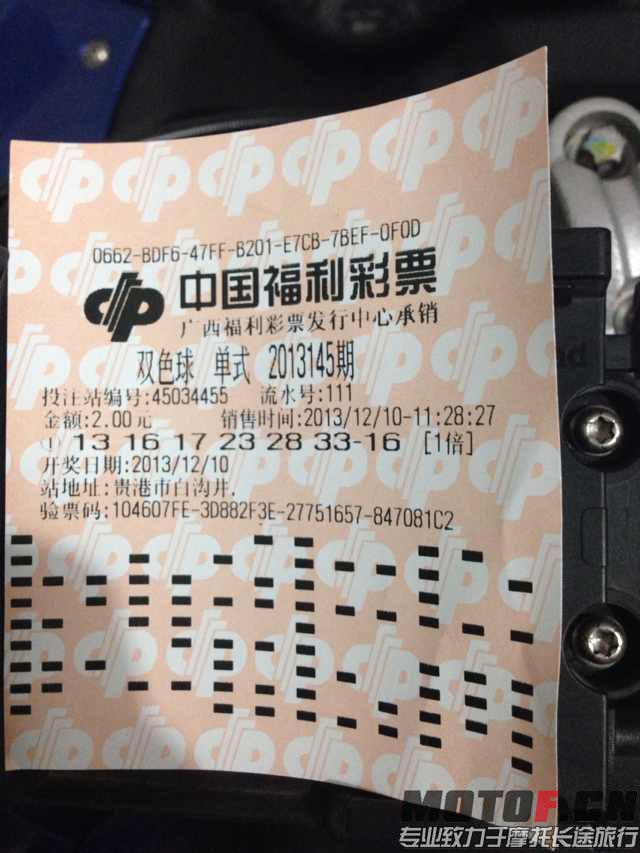 0662-BDF6-47FF-B201-E7CB-7BEF-0F0D
中国福利彩票
广西福利彩票发行中心承销
双色球 单式 2013145期
投注站编号:45034455 流水号:111
金额:2.00元 销售时间:2013/12/10-11:28:27
① 13 16 17 23 28 33-16 [1倍]
开奖日期:2013/12/10
站地址:贵港市白沟井.
验票码:104607FE-3D882F3E-27751657-847081C2
MOTOF.CN
专业致力于摩托长途旅行